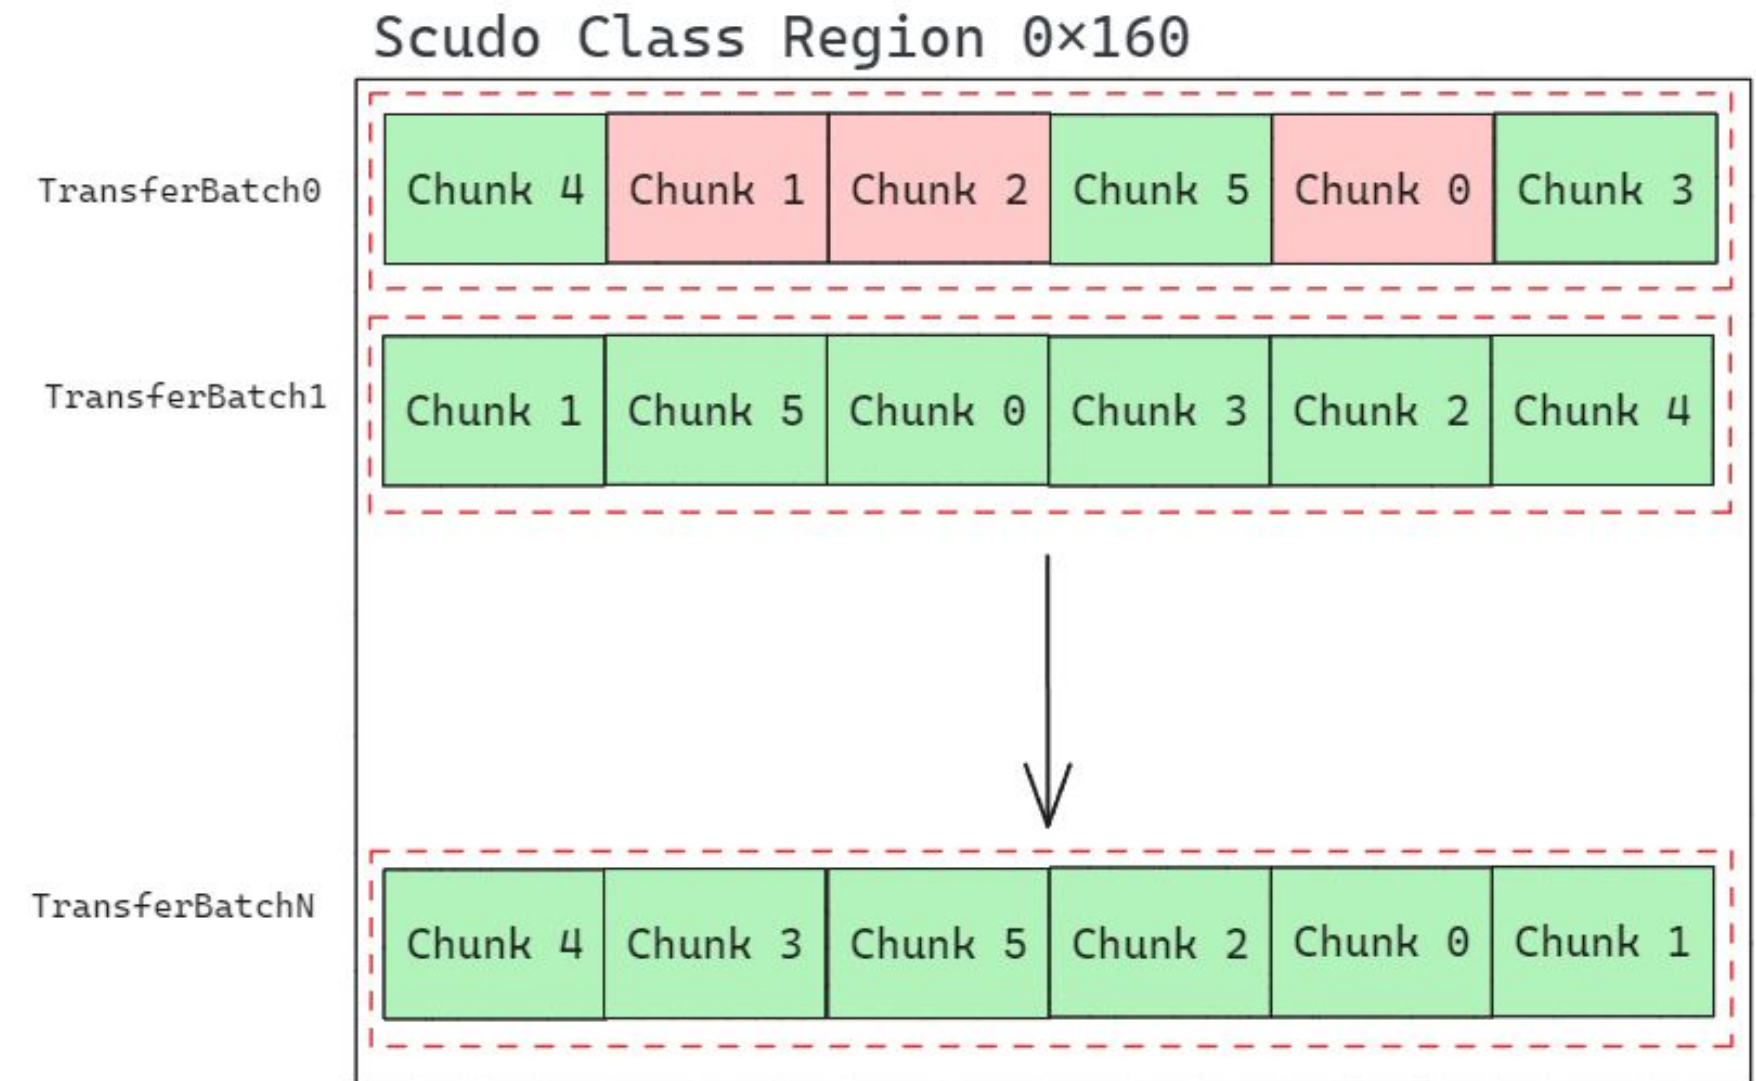 Scudo Class Region 0×160
TransferBatch0
Chunk 4 Chunk 1 Chunk 2 Chunk 5 Chunk 0 Chunk 3
TransferBatch1
Chunk 1 Chunk 5 Chunk 0 Chunk 3 Chunk 2 Chunk 4
TransferBatchN
Chunk 4 Chunk 3 Chunk 5 Chunk 2 Chunk 0 Chunk 1